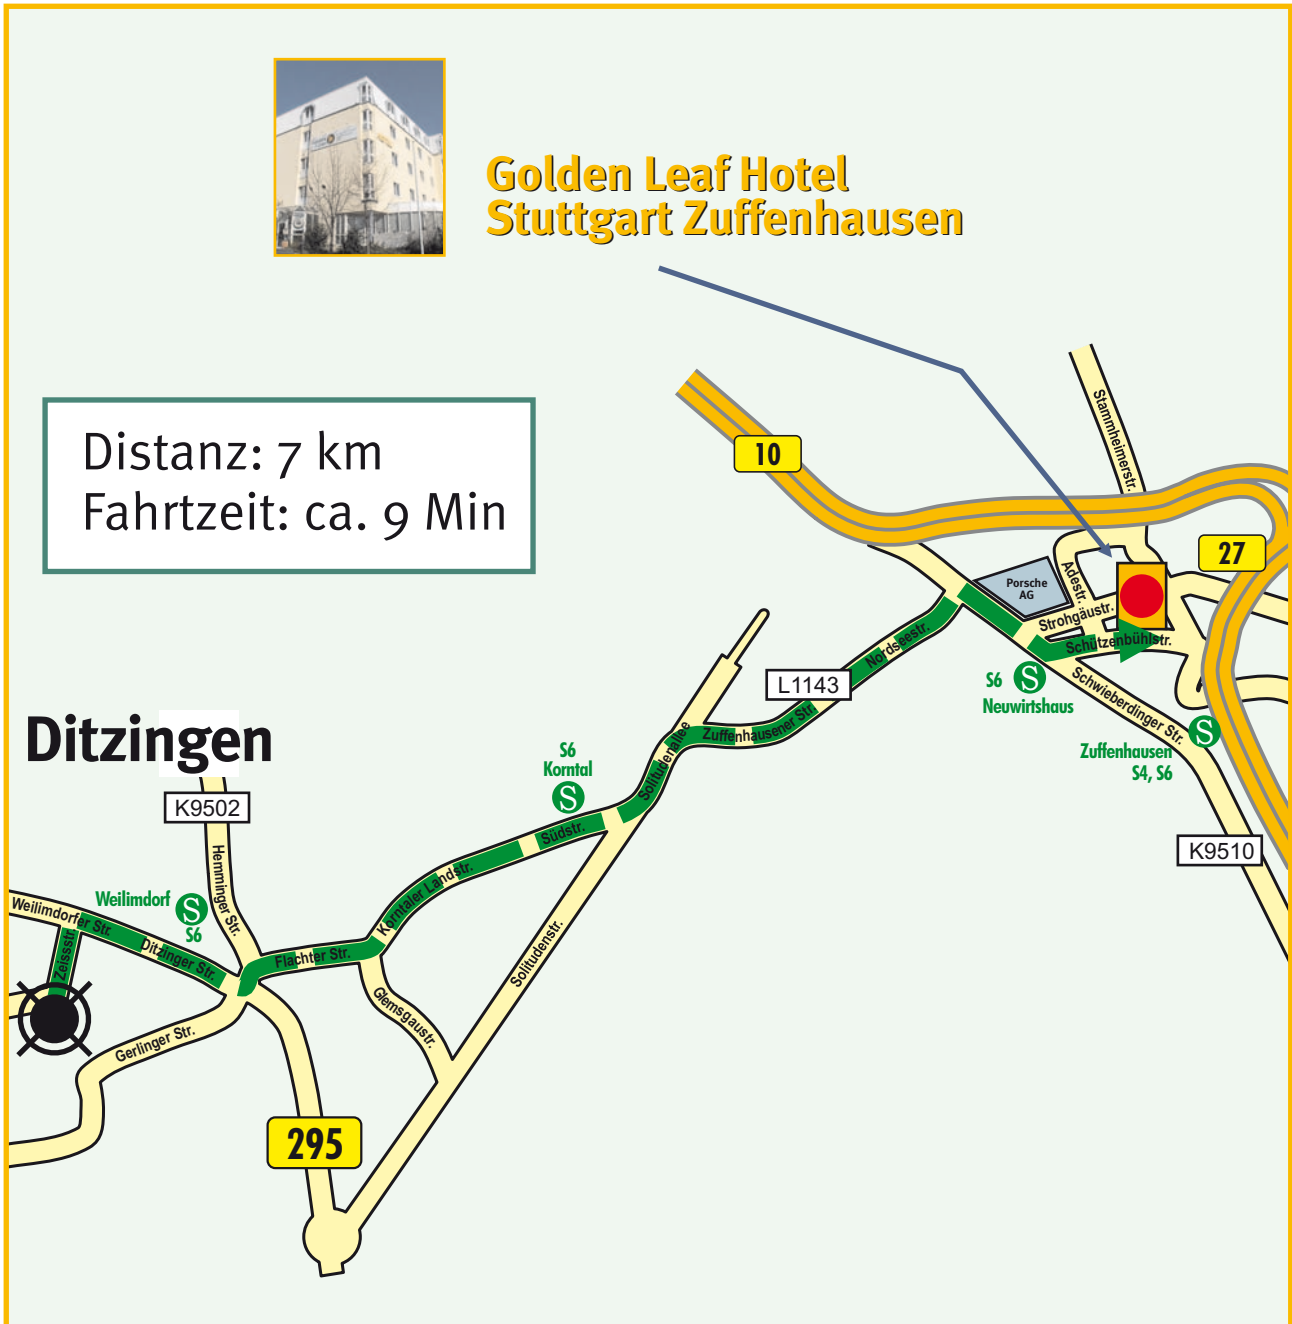 Golden Leaf Hotel
Stuttgart Zuffenhausen
Distanz: 7 km
Fahrtzeit: ca. 9 Min
10
Stammheimerstr.
27
Porsche
AG
Adestr.
Strohgäustr.
Schützenbühlstr.
Nordseestr.
L1143
S6
S
Neuwirtshaus
Schwieberdinger Str.
Zuffenhausener Str.
S
Zuffenhausen
S4, S6
Ditzingen
Solitudenallee
S6
Korntal
S
K9502
Südstr.
K9510
Hemminger Str.
Korntaler Landstr.
Weilimdorf
S
S6
Weilimdorfer Str.
Ditzinger Str.
Flachter Str.
Zeissstr.
Solitudenstr.
Glemsgaustr.
Gerlinger Str.
295